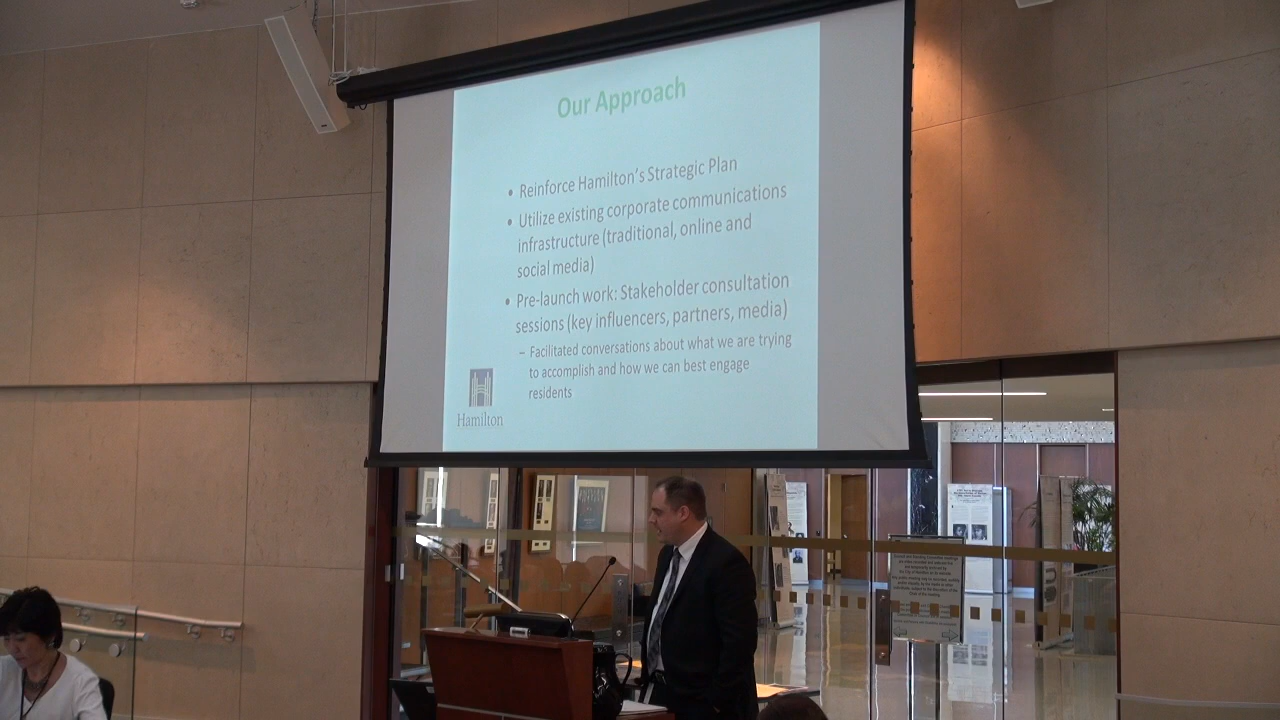 Our Approach
• Reinforce Hamilton's Strategic Plan
• Utilize existing corporate communications
infrastructure (traditional, online and
social media)
• Pre-launch work: Stakeholder consultation
sessions (key influencers, partners, media)
– Facilitated conversations about what we are trying
to accomplish and how we can best engage
residents
Hamilton